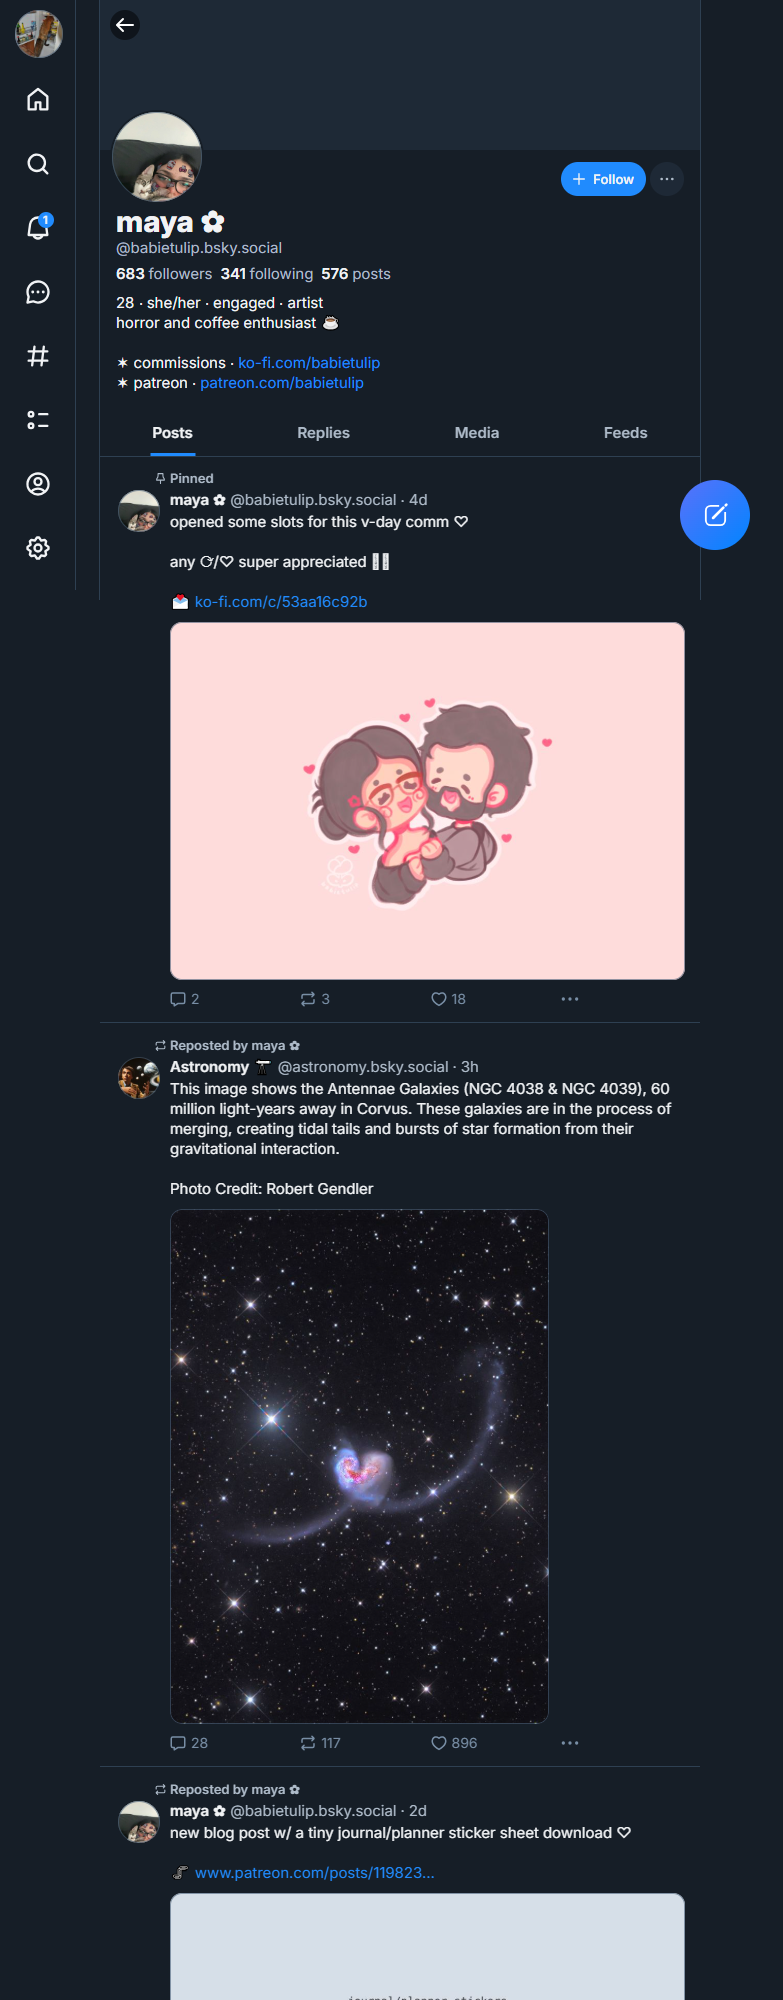 1
Follow
maya ✿
@babietulip.bsky.social
683 followers 341 following 576 posts
28 · she/her · engaged · artist
horror and coffee enthusiast ☕
✶ commissions · ko-fi.com/babietulip
✶ patreon · patreon.com/babietulip
Posts Replies Media Feeds
Pinned
maya ✿ @babietulip.bsky.social · 4d
opened some slots for this v-day comm ♡
any ⟳/♡ super appreciated
💌 ko-fi.com/c/53aa16c92b
2 3 18
Reposted by maya ✿
Astronomy 🔭 @astronomy.bsky.social · 3h
This image shows the Antennae Galaxies (NGC 4038 & NGC 4039), 60
million light-years away in Corvus. These galaxies are in the process of
merging, creating tidal tails and bursts of star formation from their
gravitational interaction.
Photo Credit: Robert Gendler
28 117 896
Reposted by maya ✿
maya ✿ @babietulip.bsky.social · 2d
new blog post w/ a tiny journal/planner sticker sheet download ♡
🖇 www.patreon.com/posts/119823...
journal/planner stickers